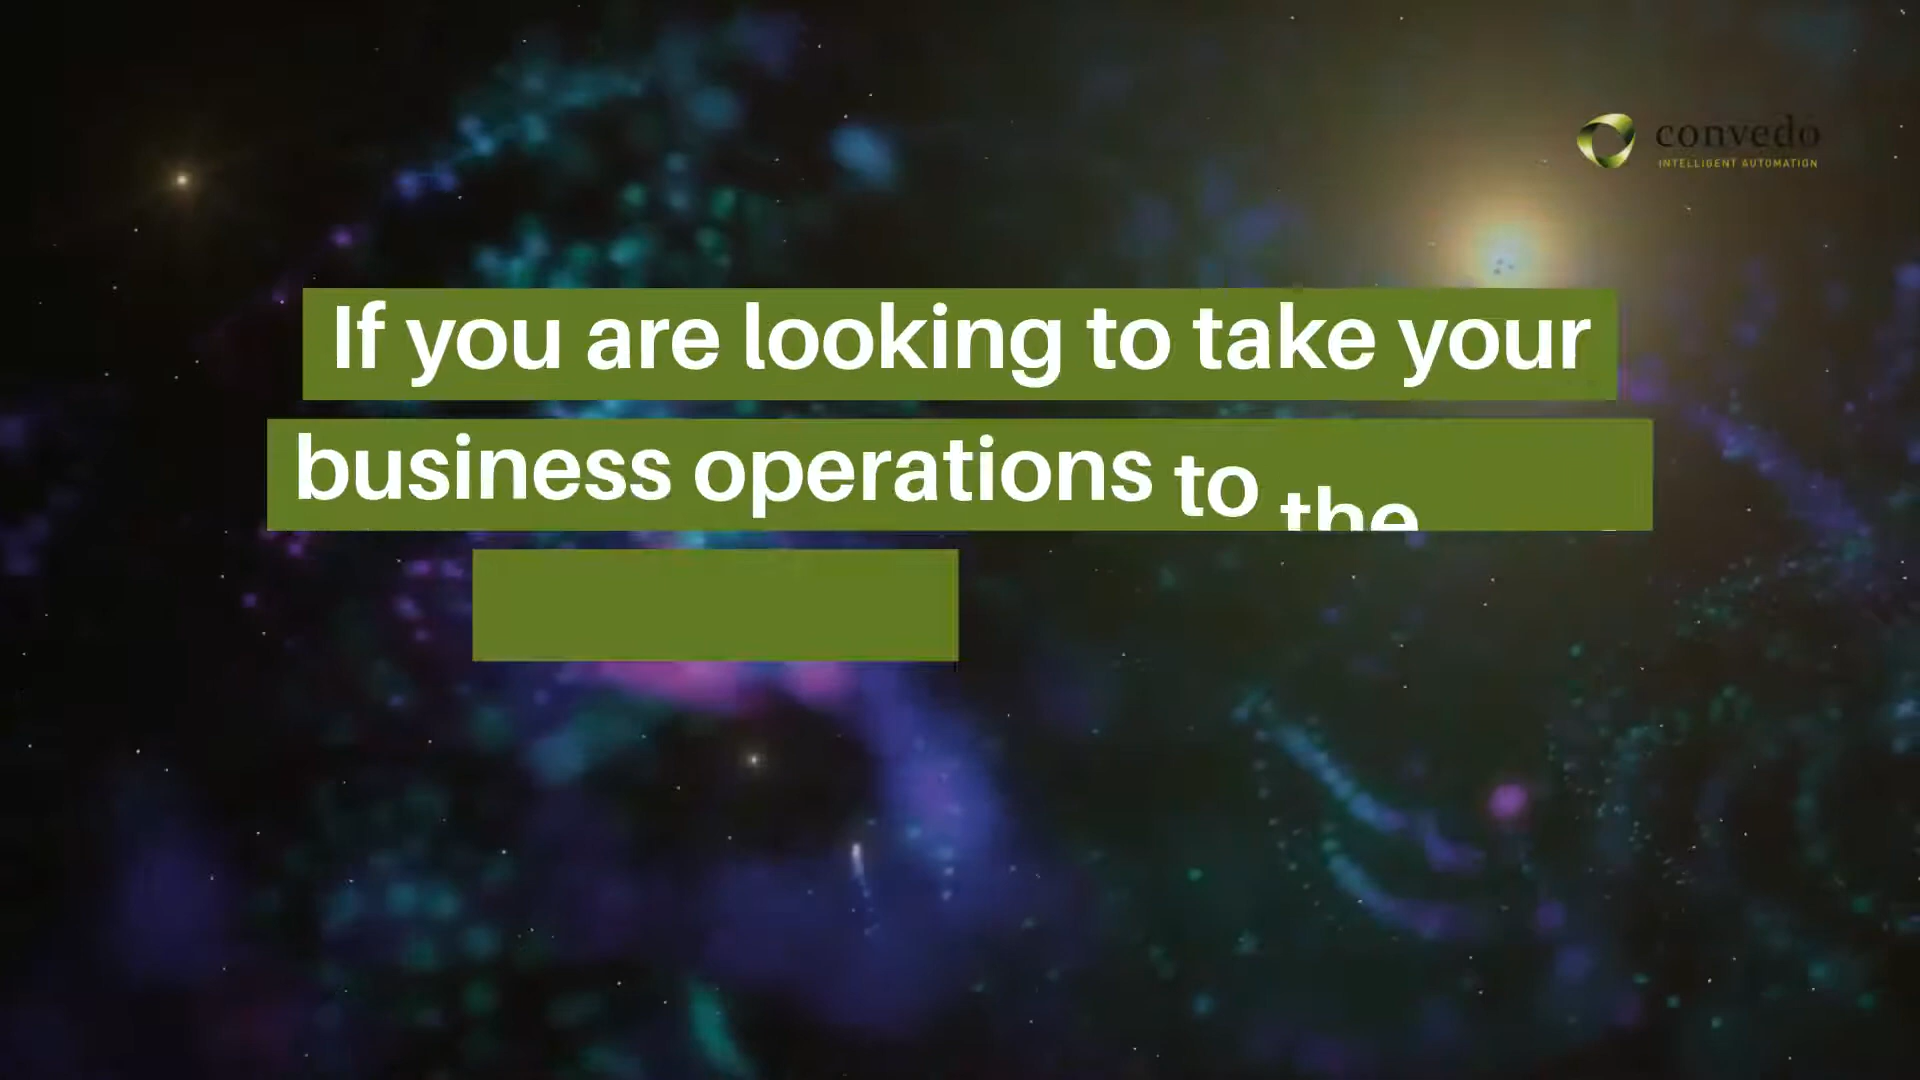 convedo
INTELLIGENT AUTOMATION
If you are looking to take your
business operations to the